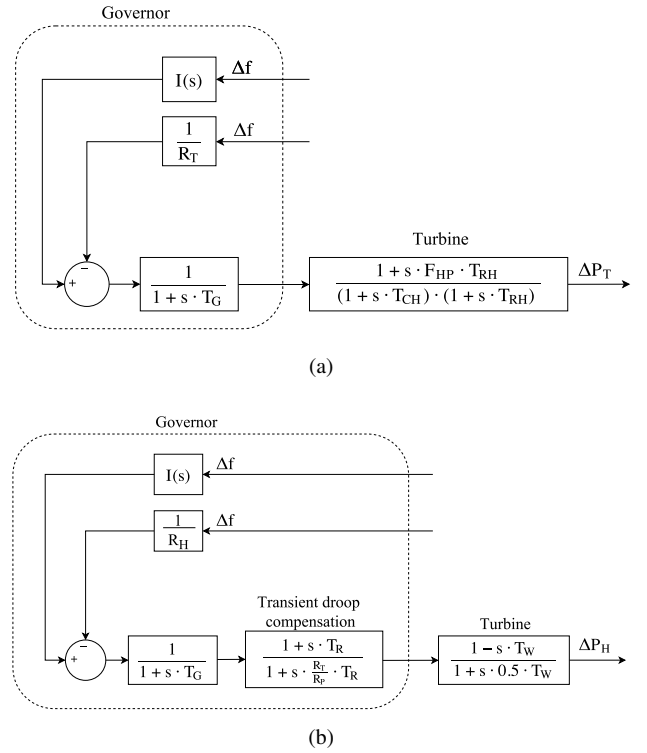 Governor
I(s)
Δf
1
R_T
Δf
−
+
1
1 + s · T_G
Turbine
1 + s · F_HP · T_RH
(1 + s · T_CH) · (1 + s · T_RH)
ΔP_T
(a)
Governor
I(s)
Δf
1
R_H
Δf
−
+
1
1 + s · T_G
Transient droop
compensation
1 + s · T_R
1 + s · R_T/R_P · T_R
Turbine
1 − s · T_W
1 + s · 0.5 · T_W
ΔP_H
(b)